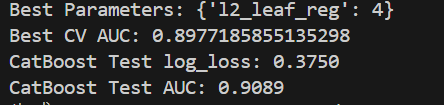 Best Parameters: {'l2_leaf_reg': 4}
Best CV AUC: 0.8977185855135298
CatBoost Test log_loss: 0.3750
CatBoost Test AUC: 0.9089